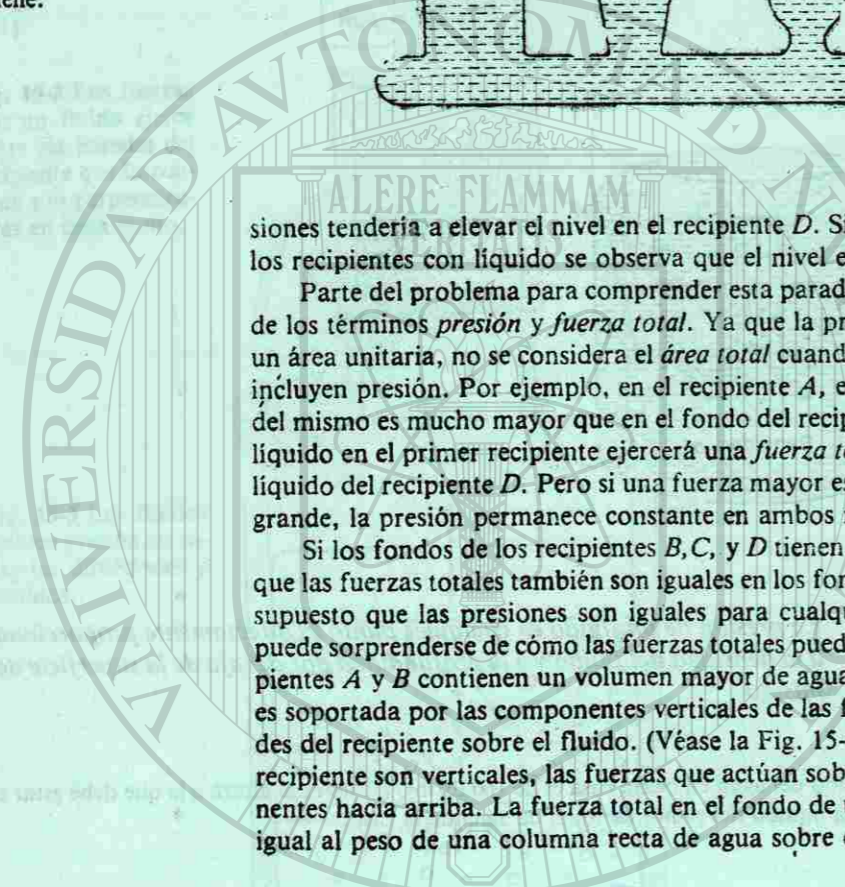 siones tendería a elevar el nivel en el recipiente D. Si
los recipientes con líquido se observa que el nivel e
Parte del problema para comprender esta parad
de los términos presión y fuerza total. Ya que la pr
un área unitaria, no se considera el área total cuand
incluyen presión. Por ejemplo, en el recipiente A, e
del mismo es mucho mayor que en el fondo del recip
líquido en el primer recipiente ejercerá una fuerza t
líquido del recipiente D. Pero si una fuerza mayor es
grande, la presión permanece constante en ambos
Si los fondos de los recipientes B,C, y D tienen
que las fuerzas totales también son iguales en los fon
supuesto que las presiones son iguales para cualqu
puede sorprenderse de cómo las fuerzas totales pued
pientes A y B contienen un volumen mayor de agua
es soportada por las componentes verticales de las f
des del recipiente sobre el fluido. (Véase la Fig. 15-
recipiente son verticales, las fuerzas que actúan sob
nentes hacia arriba. La fuerza total en el fondo de
igual al peso de una columna recta de agua sobre
UNIVERSIDAD AUTONOMA D
ALERE FLAMMAM
VERITATIS